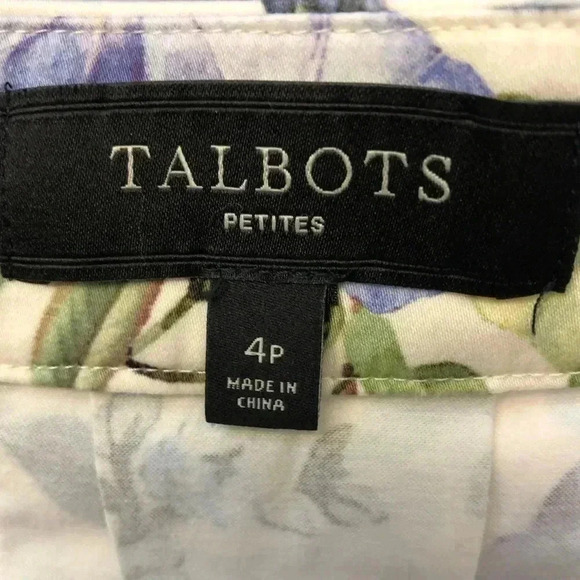 TALBOTS
PETITES
4P
MADE IN
CHINA